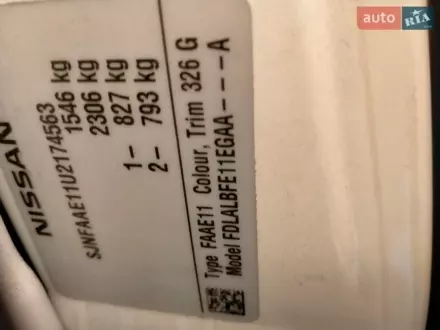 NISSAN
SJNFAAE11U2174563
1546 kg
2306 kg
1— 827 kg
2— 793 kg
Type FAAE11 Colour, Trim 326 G
Model FDLALBFE11EGAA---A
auto RIA